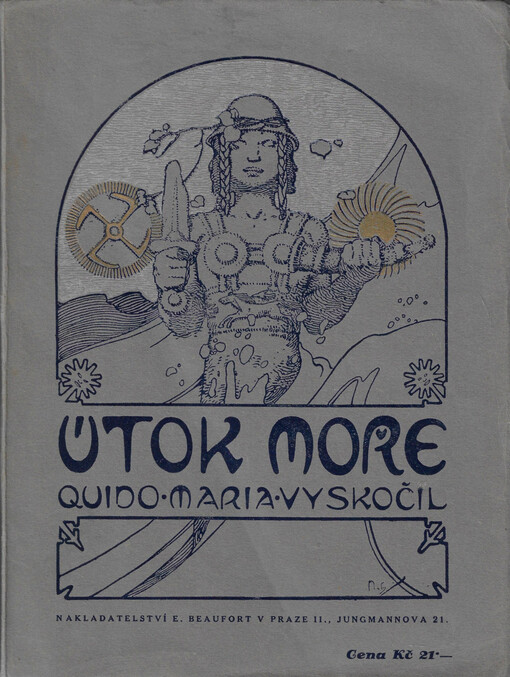 ÚTOK MOŘE
QUIDO·MARIA·VYSKOČIL
NAKLADATELSTVÍ E. BEAUFORT V PRAZE II., JUNGMANNOVA 21.
Cena Kč 21·—